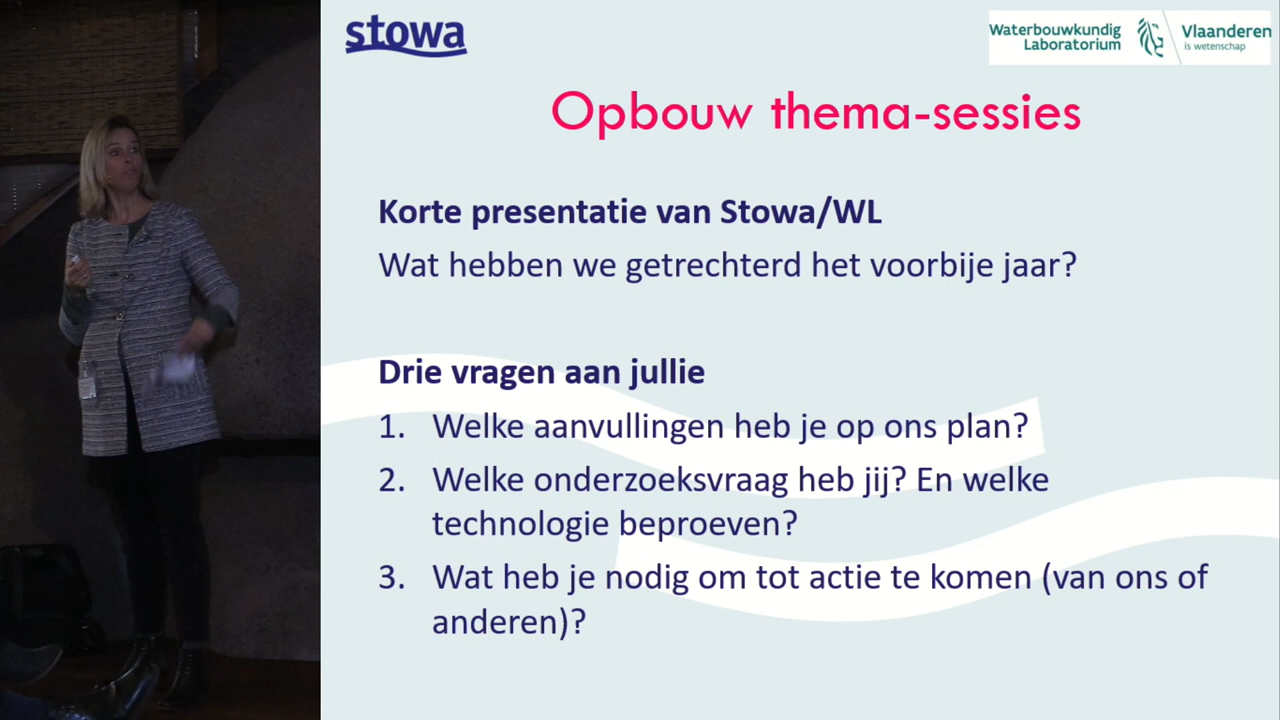 stowa
Waterbouwkundig
Laboratorium
Vlaanderen
is wetenschap
Opbouw thema-sessies
Korte presentatie van Stowa/WL
Wat hebben we getrechterd het voorbije jaar?
Drie vragen aan jullie
1. Welke aanvullingen heb je op ons plan?
2. Welke onderzoeksvraag heb jij? En welke
technologie beproeven?
3. Wat heb je nodig om tot actie te komen (van ons of
anderen)?